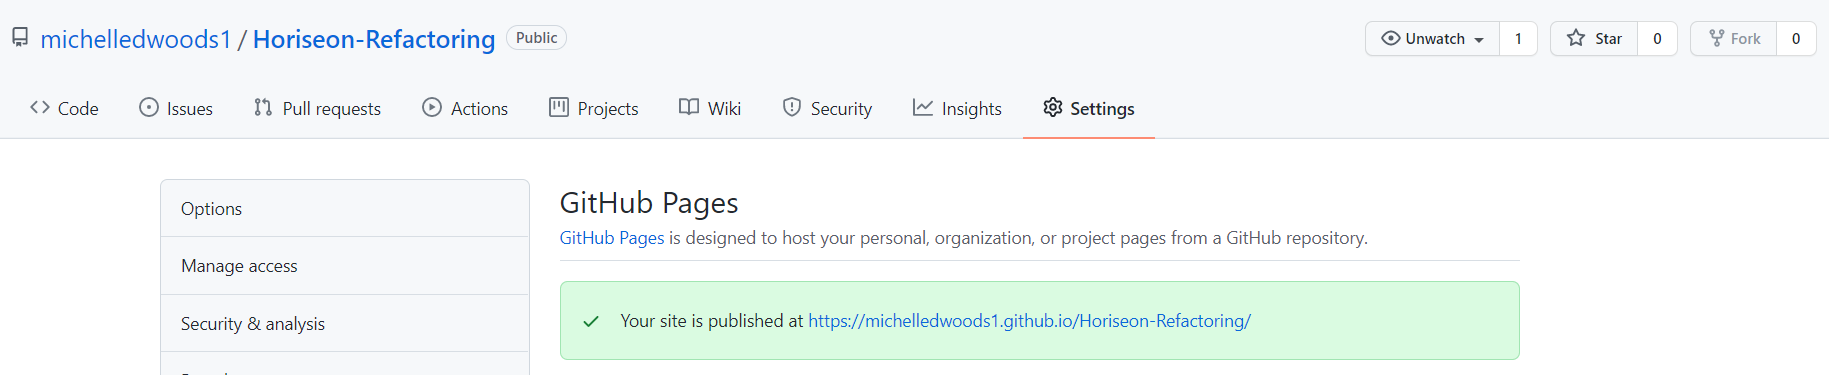 michelledwoods1 / Horiseon-Refactoring Public Unwatch 1 Star 0 Fork 0
Code Issues Pull requests Actions Projects Wiki Security Insights Settings
Options
Manage access
Security & analysis
GitHub Pages
GitHub Pages is designed to host your personal, organization, or project pages from a GitHub repository.
Your site is published at https://michelledwoods1.github.io/Horiseon-Refactoring/